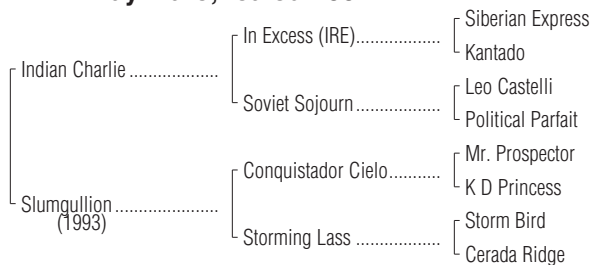 Siberian Express
In Excess (IRE)...................
Kantado
Indian Charlie ....................
Leo Castelli
Soviet Sojourn ...................
Political Parfait
Mr. Prospector
Conquistador Cielo...........
K D Princess
Slumgullion .......................
(1993)
Storm Bird
Storming Lass ...................
Cerada Ridge